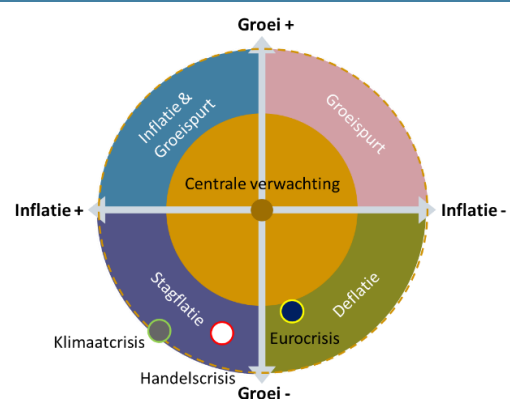 Groei +
Inflatie &
Groeispurt
Groeispurt
Centrale verwachting
Inflatie +
Inflatie -
Stagflatie
Deflatie
Klimaatcrisis
Eurocrisis
Handelscrisis
Groei -